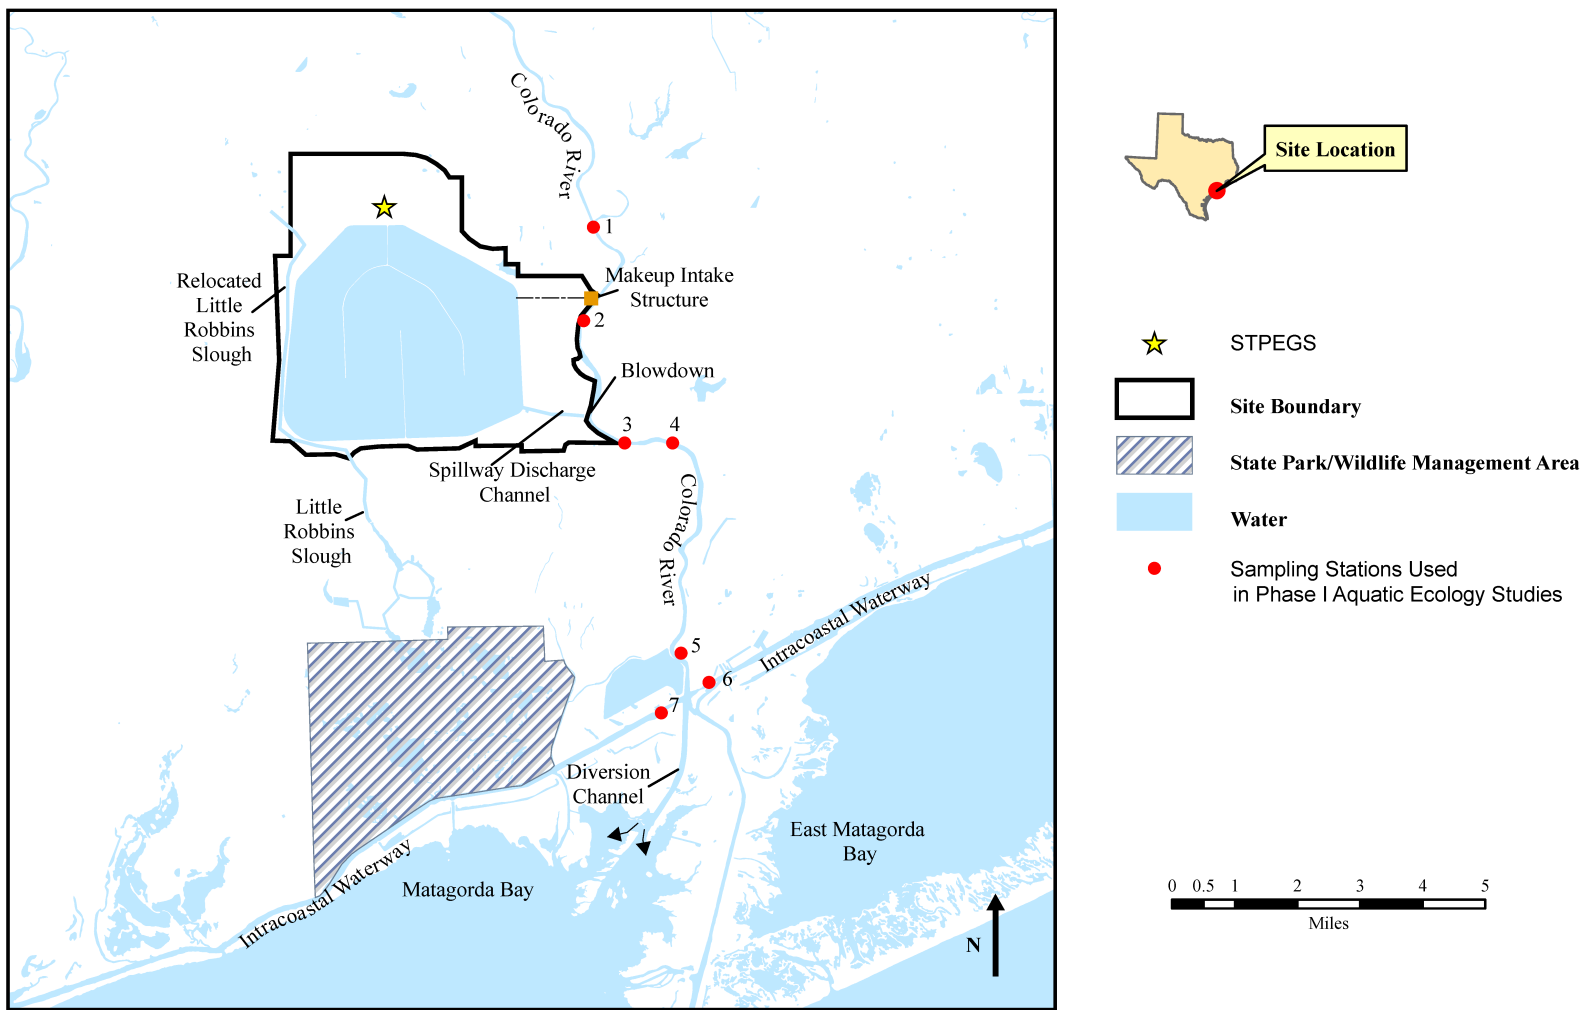 Colorado River
1
Makeup Intake
Structure
2
Relocated
Little
Robbins
Slough
Blowdown
3
4
Spillway Discharge
Channel
Colorado River
Little
Robbins
Slough
Intracoastal Waterway
5
6
7
Diversion
Channel
East Matagorda
Bay
Matagorda Bay
Intracoastal Waterway
N
Site Location
STPEGS
Site Boundary
State Park/Wildlife Management Area
Water
Sampling Stations Used
in Phase I Aquatic Ecology Studies
0 0.5 1 2 3 4 5
Miles